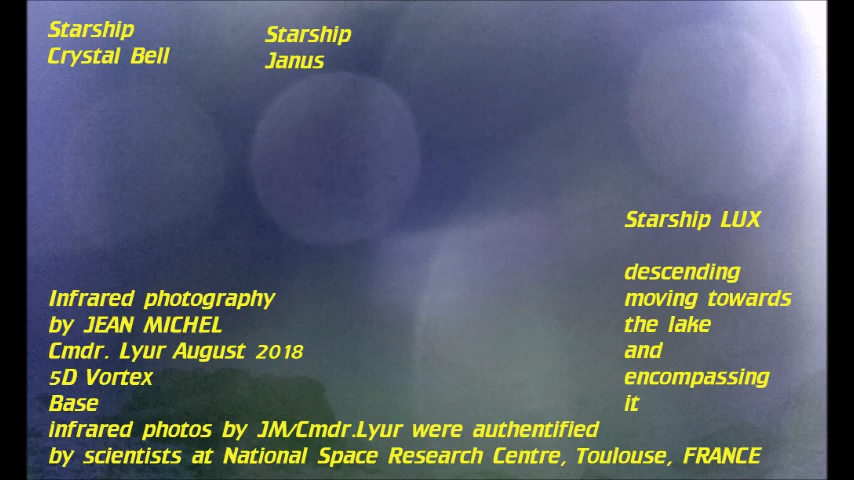 Starship
Crystal Bell
Starship
Janus
Starship LUX
descending
moving towards
the lake
and
encompassing
it
Infrared photography
by JEAN MICHEL
Cmdr. Lyur August 2018
5D Vortex
Base
infrared photos by JM/Cmdr.Lyur were authentified
by scientists at National Space Research Centre, Toulouse, FRANCE